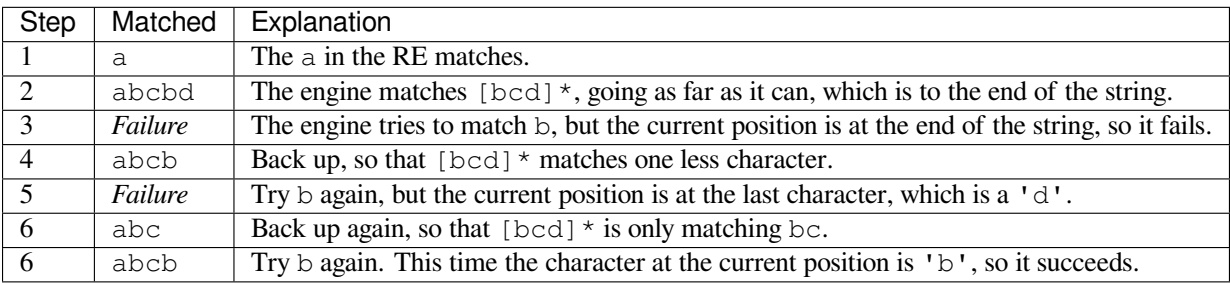 Step Matched Explanation
1 a The a in the RE matches.
2 abcbd The engine matches [bcd]*, going as far as it can, which is to the end of the string.
3 Failure The engine tries to match b, but the current position is at the end of the string, so it fails.
4 abcb Back up, so that [bcd]* matches one less character.
5 Failure Try b again, but the current position is at the last character, which is a 'd'.
6 abc Back up again, so that [bcd]* is only matching bc.
6 abcb Try b again. This time the character at the current position is 'b', so it succeeds.